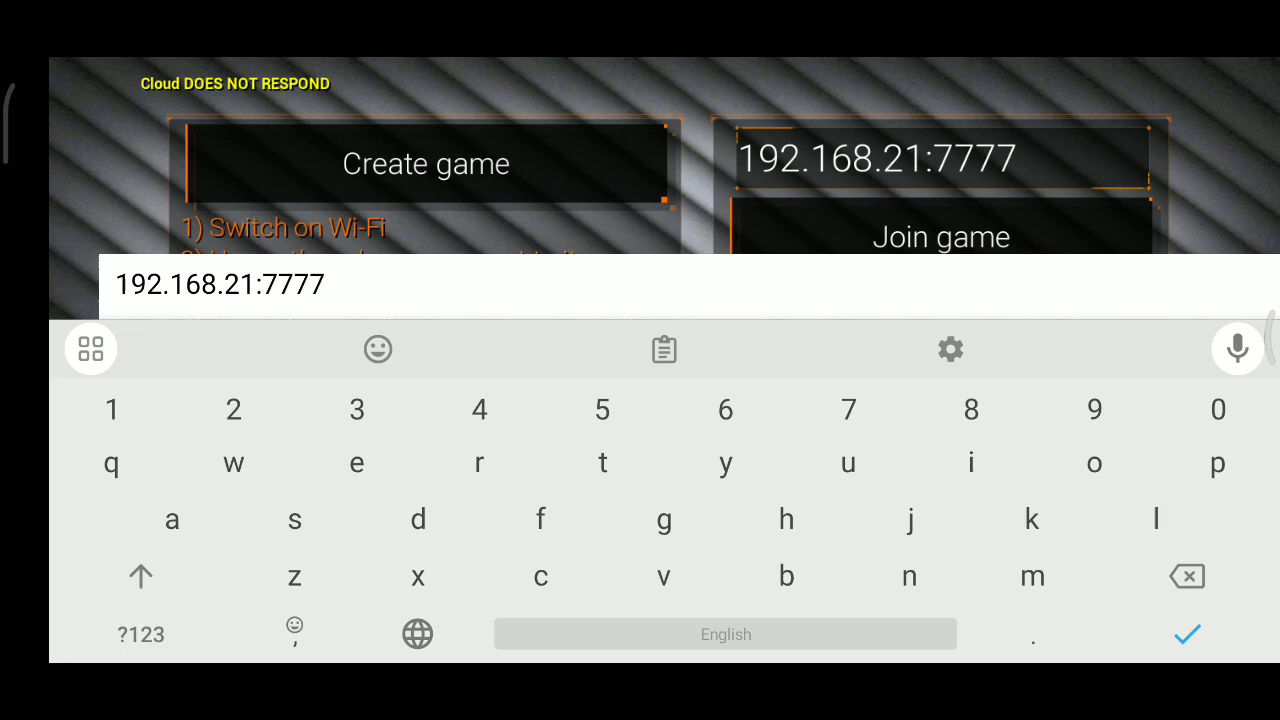 Cloud DOES NOT RESPOND
Create game
192.168.21:7777
1) Switch on Wi-Fi
Join game
192.168.21:7777
1 2 3 4 5 6 7 8 9 0
q w e r t y u i o p
a s d f g h j k l
z x c v b n m
?123 , English .